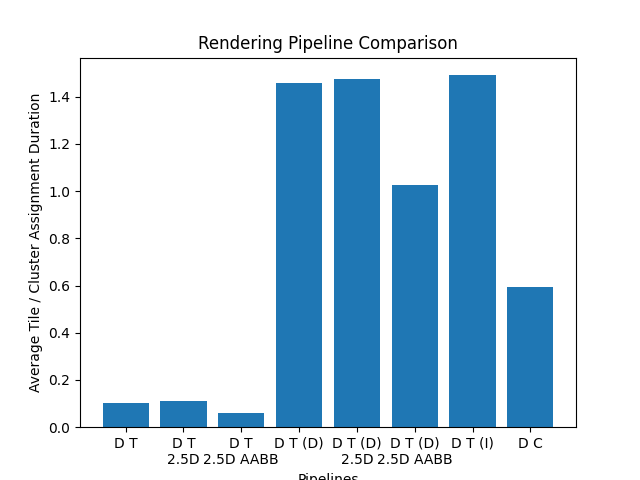 Rendering Pipeline Comparison
Average Tile / Cluster Assignment Duration
1.4
1.2
1.0
0.8
0.6
0.4
0.2
0.0
D T
D T
2.5D
D T
2.5D AABB
D T (D)
D T (D)
2.5D
D T (D)
2.5D AABB
D T (I)
D C
Pipelines